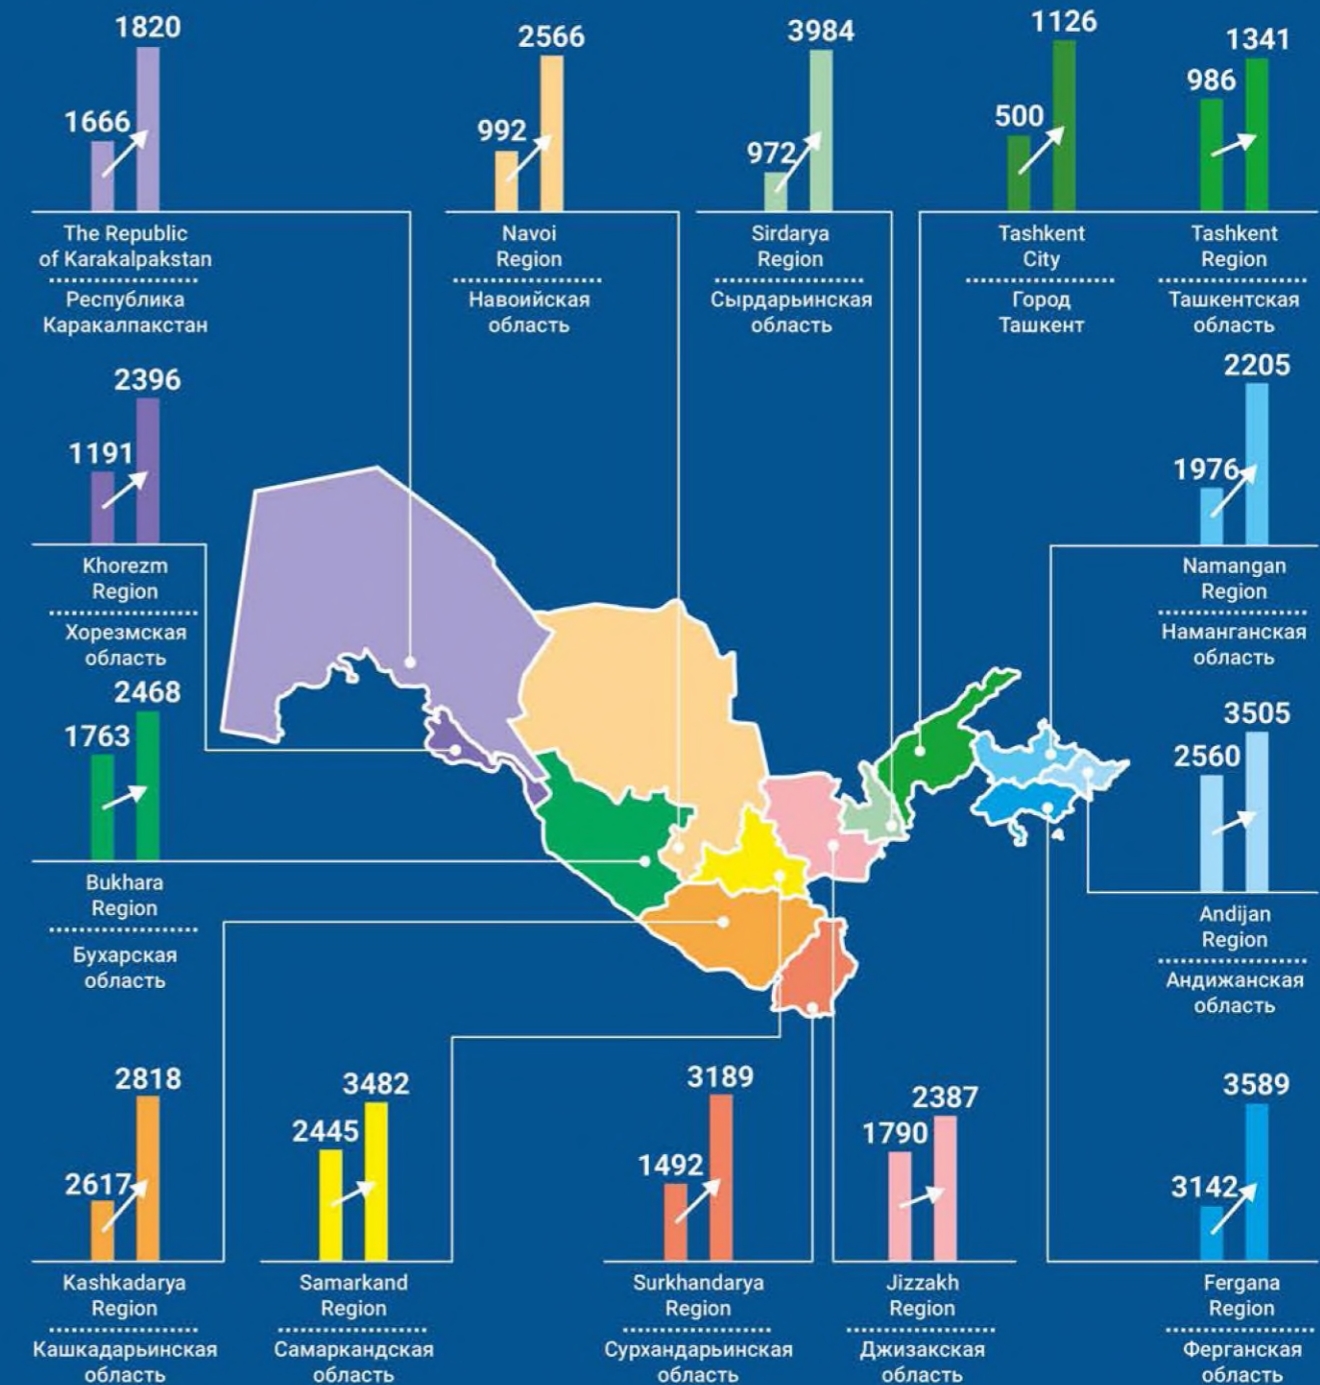 1820
1666
The Republic
of Karakalpakstan
Республика
Каракалпакстан
2566
992
Navoi
Region
Навоийская
область
3984
972
Sirdarya
Region
Сырдарьинская
область
1126
500
Tashkent
City
Город
Ташкент
1341
986
Tashkent
Region
Ташкентская
область
2396
1191
Khorezm
Region
Хорезмская
область
2205
1976
Namangan
Region
Наманганская
область
2468
1763
Bukhara
Region
Бухарская
область
3505
2560
Andijan
Region
Андижанская
область
2818
2617
Kashkadarya
Region
Кашкадарьинская
область
3482
2445
Samarkand
Region
Самаркандская
область
3189
1492
Surkhandarya
Region
Сурхандарьинская
область
2387
1790
Jizzakh
Region
Джизакская
область
3589
3142
Fergana
Region
Ферганская
область